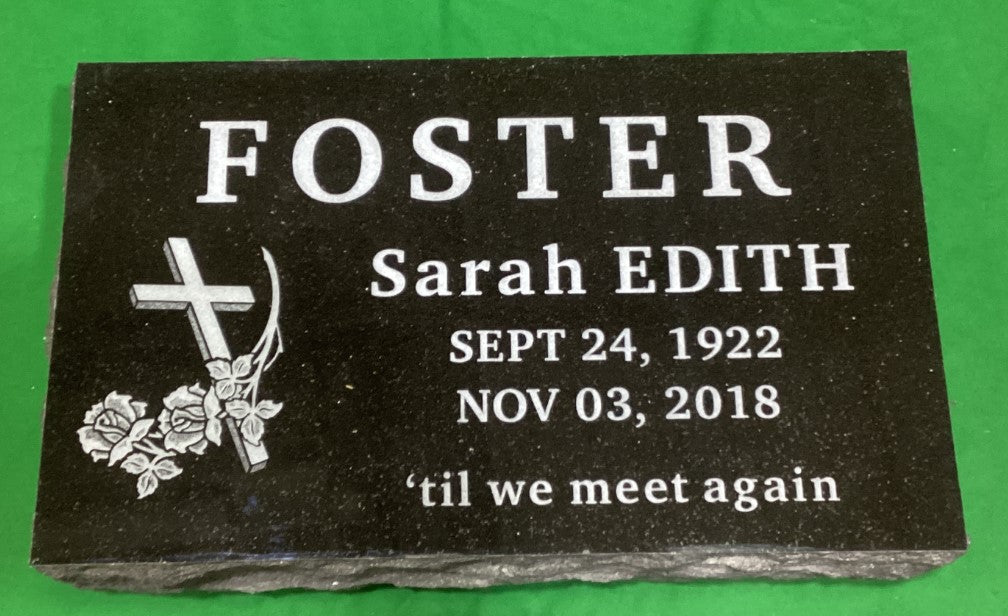 FOSTER
Sarah EDITH
SEPT 24, 1922
NOV 03, 2018
‘til we meet again